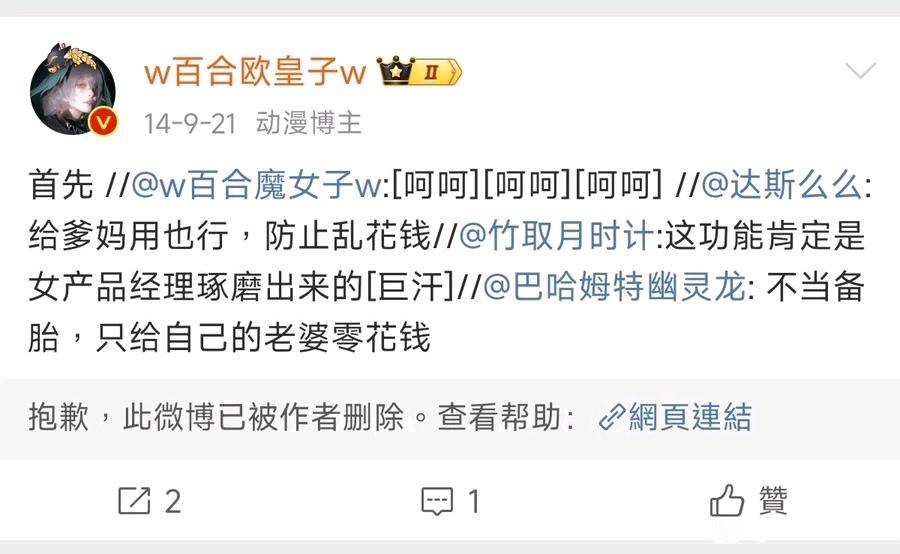 w百合欧皇子w II
14-9-21 动漫博主
首先 //@w百合魔女子w:[呵呵][呵呵][呵呵] //@达斯么么:
给爹妈用也行，防止乱花钱//@竹取月时计:这功能肯定是
女产品经理琢磨出来的[巨汗]//@巴哈姆特幽灵龙: 不当备
胎，只给自己的老婆零花钱
抱歉，此微博已被作者删除。查看帮助： 網頁連結
2 1 贊